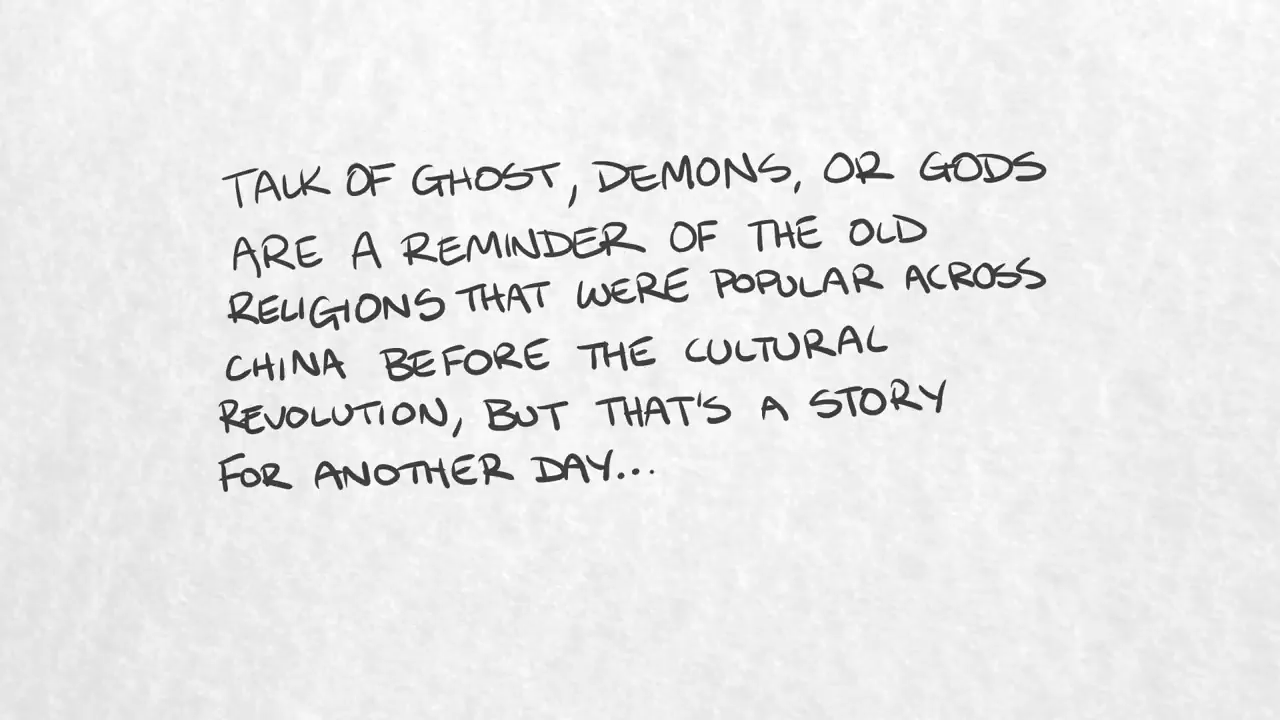 TALK OF GHOST, DEMONS, OR GODS
ARE A REMINDER OF THE OLD
RELIGIONS THAT WERE POPULAR ACROSS
CHINA BEFORE THE CULTURAL
REVOLUTION, BUT THAT'S A STORY
FOR ANOTHER DAY...